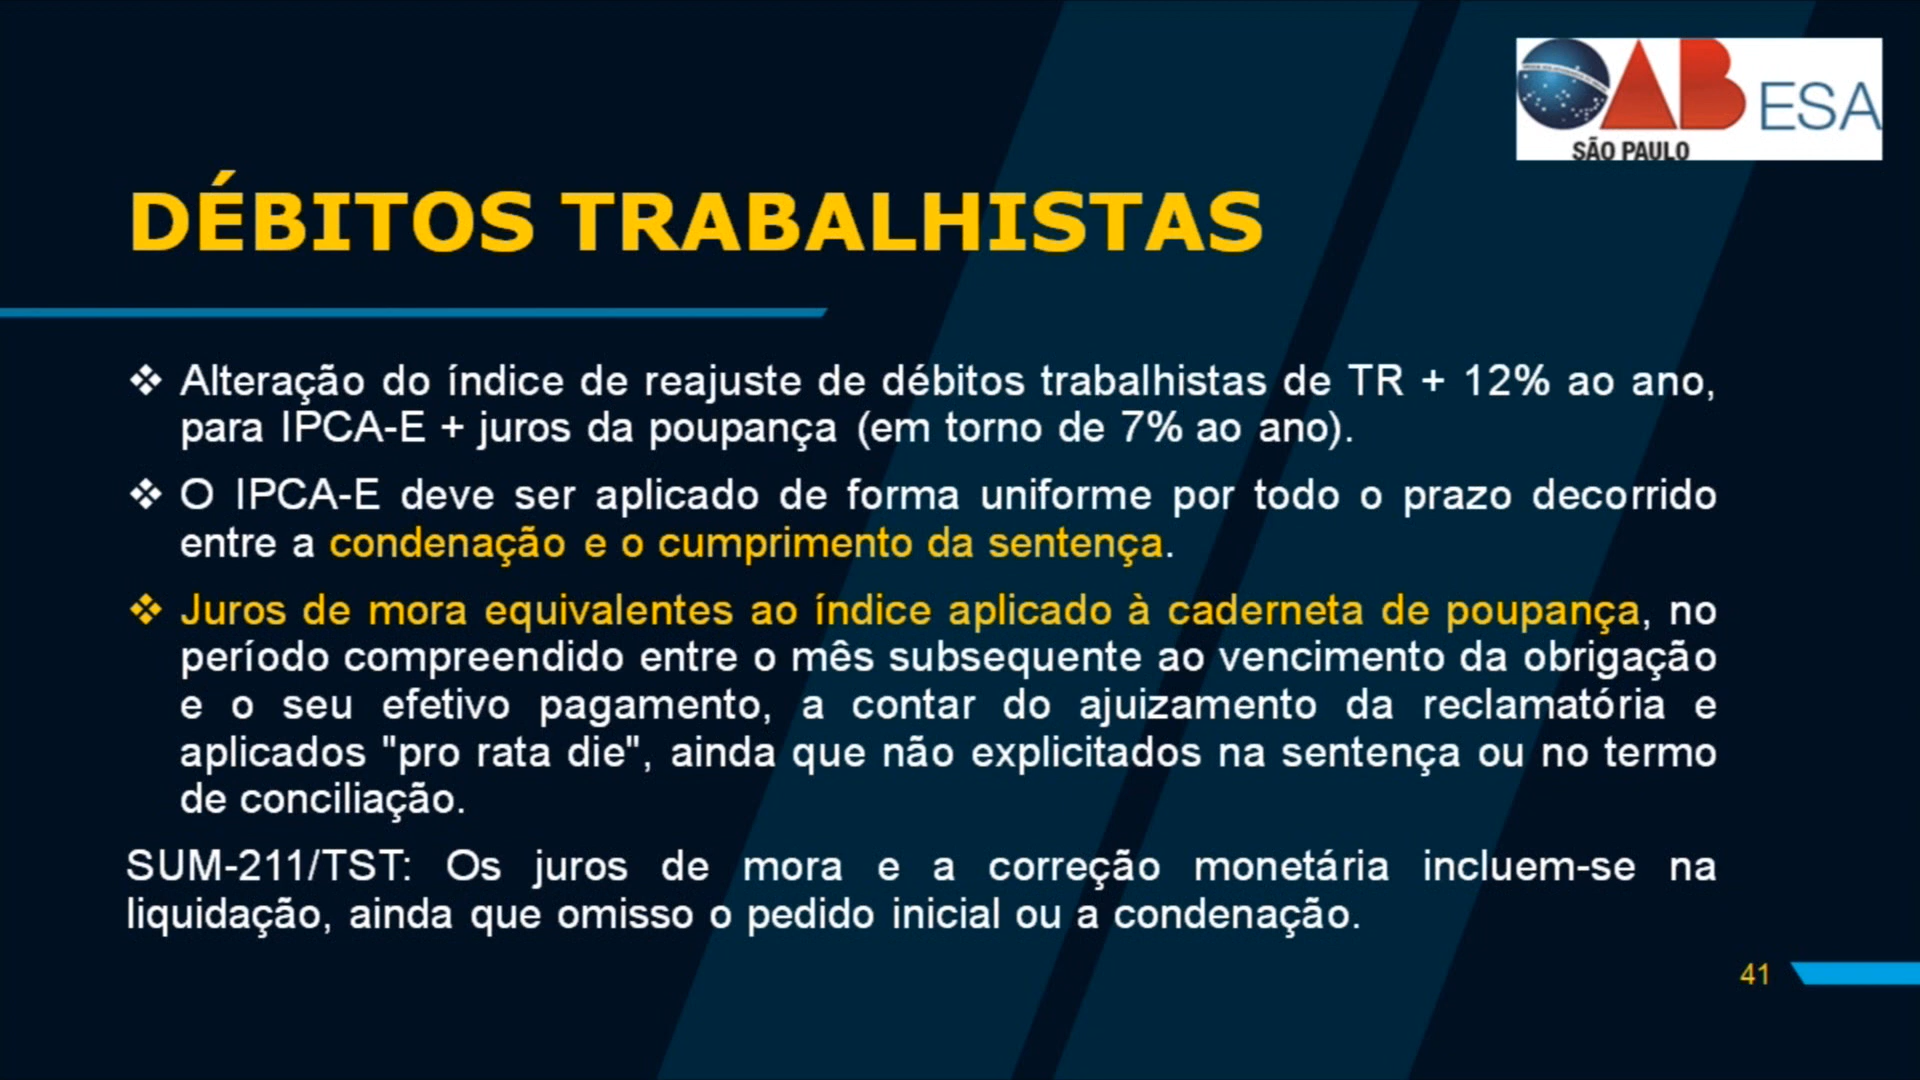 OAB ESA
SÃO PAULO
DÉBITOS TRABALHISTAS
❖ Alteração do índice de reajuste de débitos trabalhistas de TR + 12% ao ano,
para IPCA-E + juros da poupança (em torno de 7% ao ano).
❖ O IPCA-E deve ser aplicado de forma uniforme por todo o prazo decorrido
entre a condenação e o cumprimento da sentença.
❖ Juros de mora equivalentes ao índice aplicado à caderneta de poupança, no
período compreendido entre o mês subsequente ao vencimento da obrigação
e o seu efetivo pagamento, a contar do ajuizamento da reclamatória e
aplicados "pro rata die", ainda que não explicitados na sentença ou no termo
de conciliação.
SUM-211/TST: Os juros de mora e a correção monetária incluem-se na
liquidação, ainda que omisso o pedido inicial ou a condenação.
41